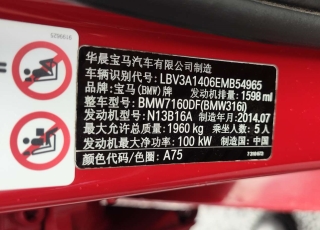 华晨宝马汽车有限公司制造
车辆识别代号:LBV3A1406EMB54965
品牌:宝马(BMW)牌 发动机排量:1598 ml
整车型号:BMW7160DF(BMW316i)
发动机型号:N13B16A 制造年月:2014.07
最大允许总质量:1960 kg 乘坐人数:5人
发动机最大净功率:100 kW 制造国:中国
颜色代码/色圈:A75